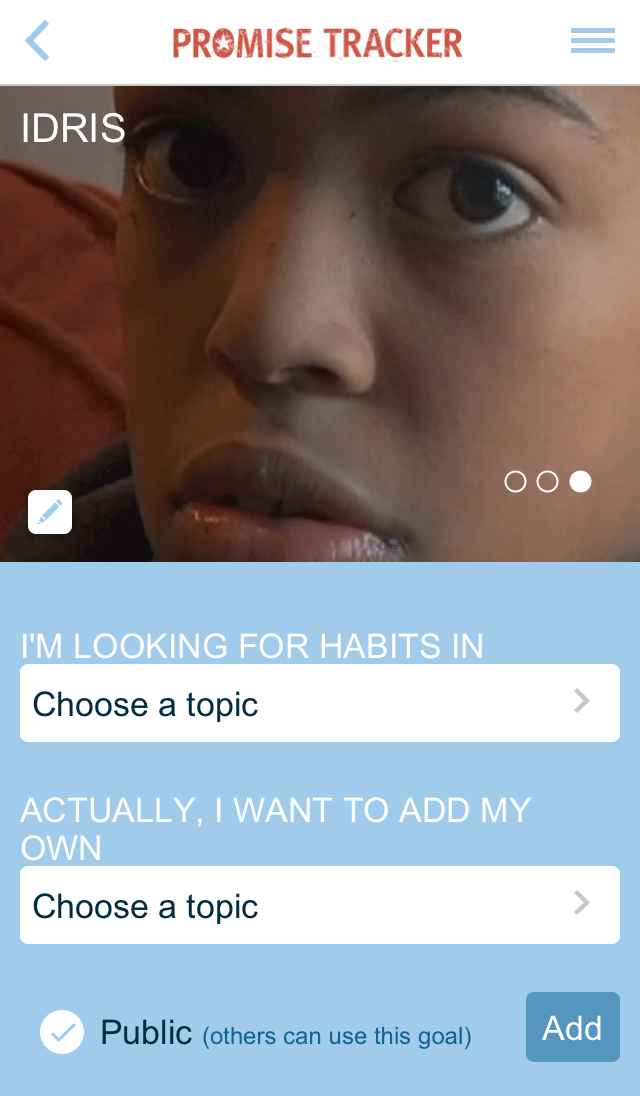 PROMISE TRACKER
IDRIS
I'M LOOKING FOR HABITS IN
Choose a topic
ACTUALLY, I WANT TO ADD MY
OWN
Choose a topic
Public (others can use this goal)
Add